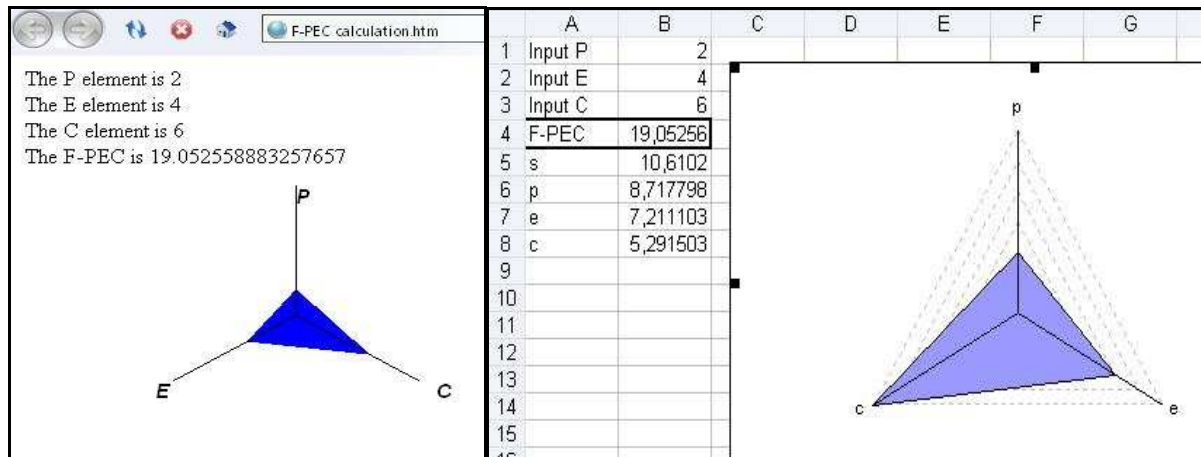 F-PEC calculation.htm
The P element is 2
The E element is 4
The C element is 6
The F-PEC is 19.052558883257657
P
E
C
A B C D E F G
1 Input P 2
2 Input E 4
3 Input C 6
4 F-PEC 19,05256
5 s 10,6102
6 p 8,717798
7 e 7,211103
8 c 5,291503
9
10
11
12
13
14
15
p
c
e